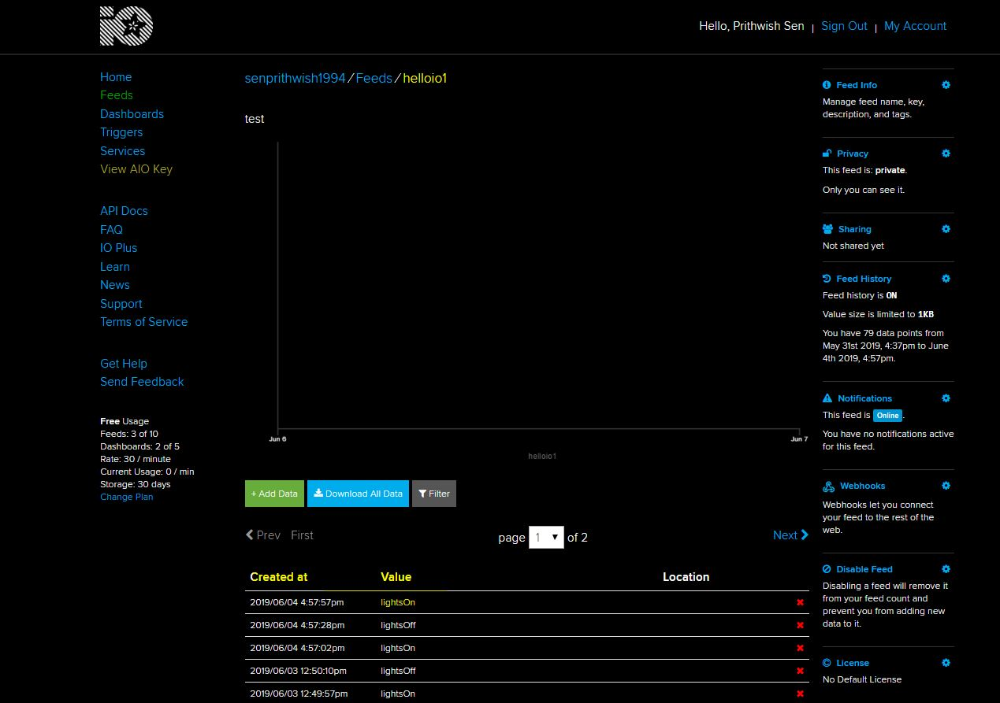 iO
Hello, Prithwish Sen | Sign Out | My Account
Home
Feeds
Dashboards
Triggers
Services
View AIO Key
API Docs
FAQ
IO Plus
Learn
News
Support
Terms of Service
Get Help
Send Feedback
Free Usage
Feeds: 3 of 10
Dashboards: 2 of 5
Rate: 30 / minute
Current Usage: 0 / min
Storage: 30 days
Change Plan
senprithwish1994/Feeds/helloio1
test
Jun 6
Jun 7
helloio1
+ Add Data
Download All Data
Filter
Prev First
page 1 of 2
Next
Created at Value Location
2019/06/04 4:57:57pm lightsOn
2019/06/04 4:57:28pm lightsOff
2019/06/04 4:57:02pm lightsOn
2019/06/03 12:50:10pm lightsOff
2019/06/03 12:49:57pm lightsOn
Feed Info
Manage feed name, key,
description, and tags.
Privacy
This feed is: private.
Only you can see it.
Sharing
Not shared yet
Feed History
Feed history is ON
Value size is limited to 1KB
You have 79 data points from
May 31st 2019, 4:37pm to June
4th 2019, 4:57pm.
Notifications
This feed is Online.
You have no notifications active
for this feed.
Webhooks
Webhooks let you connect
your feed to the rest of the
web.
Disable Feed
Disabling a feed will remove it
from your feed count and
prevent you from adding new
data to it.
License
No Default License